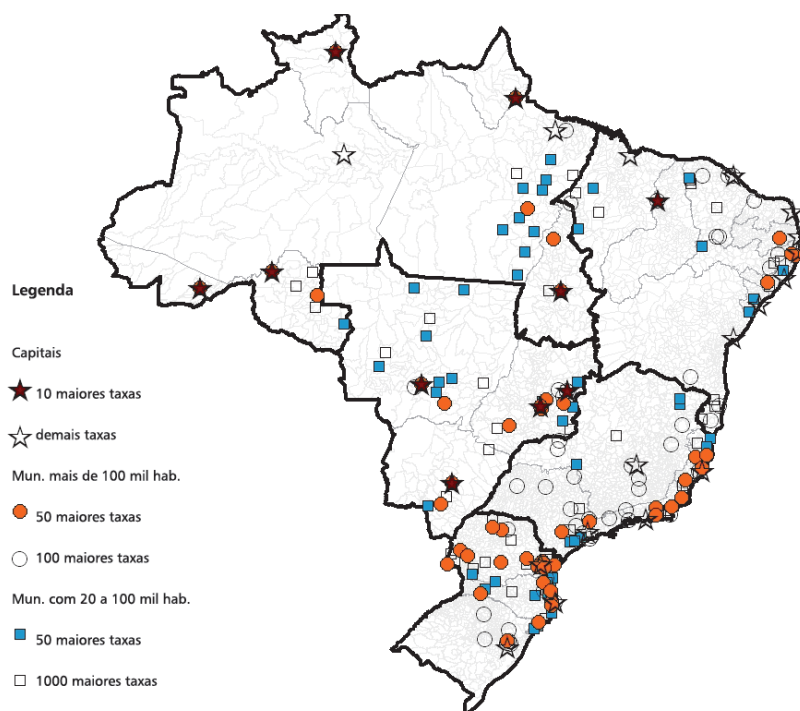 Legenda
Capitais
10 maiores taxas
demais taxas
Mun. mais de 100 mil hab.
50 maiores taxas
100 maiores taxas
Mun. com 20 a 100 mil hab.
50 maiores taxas
1000 maiores taxas